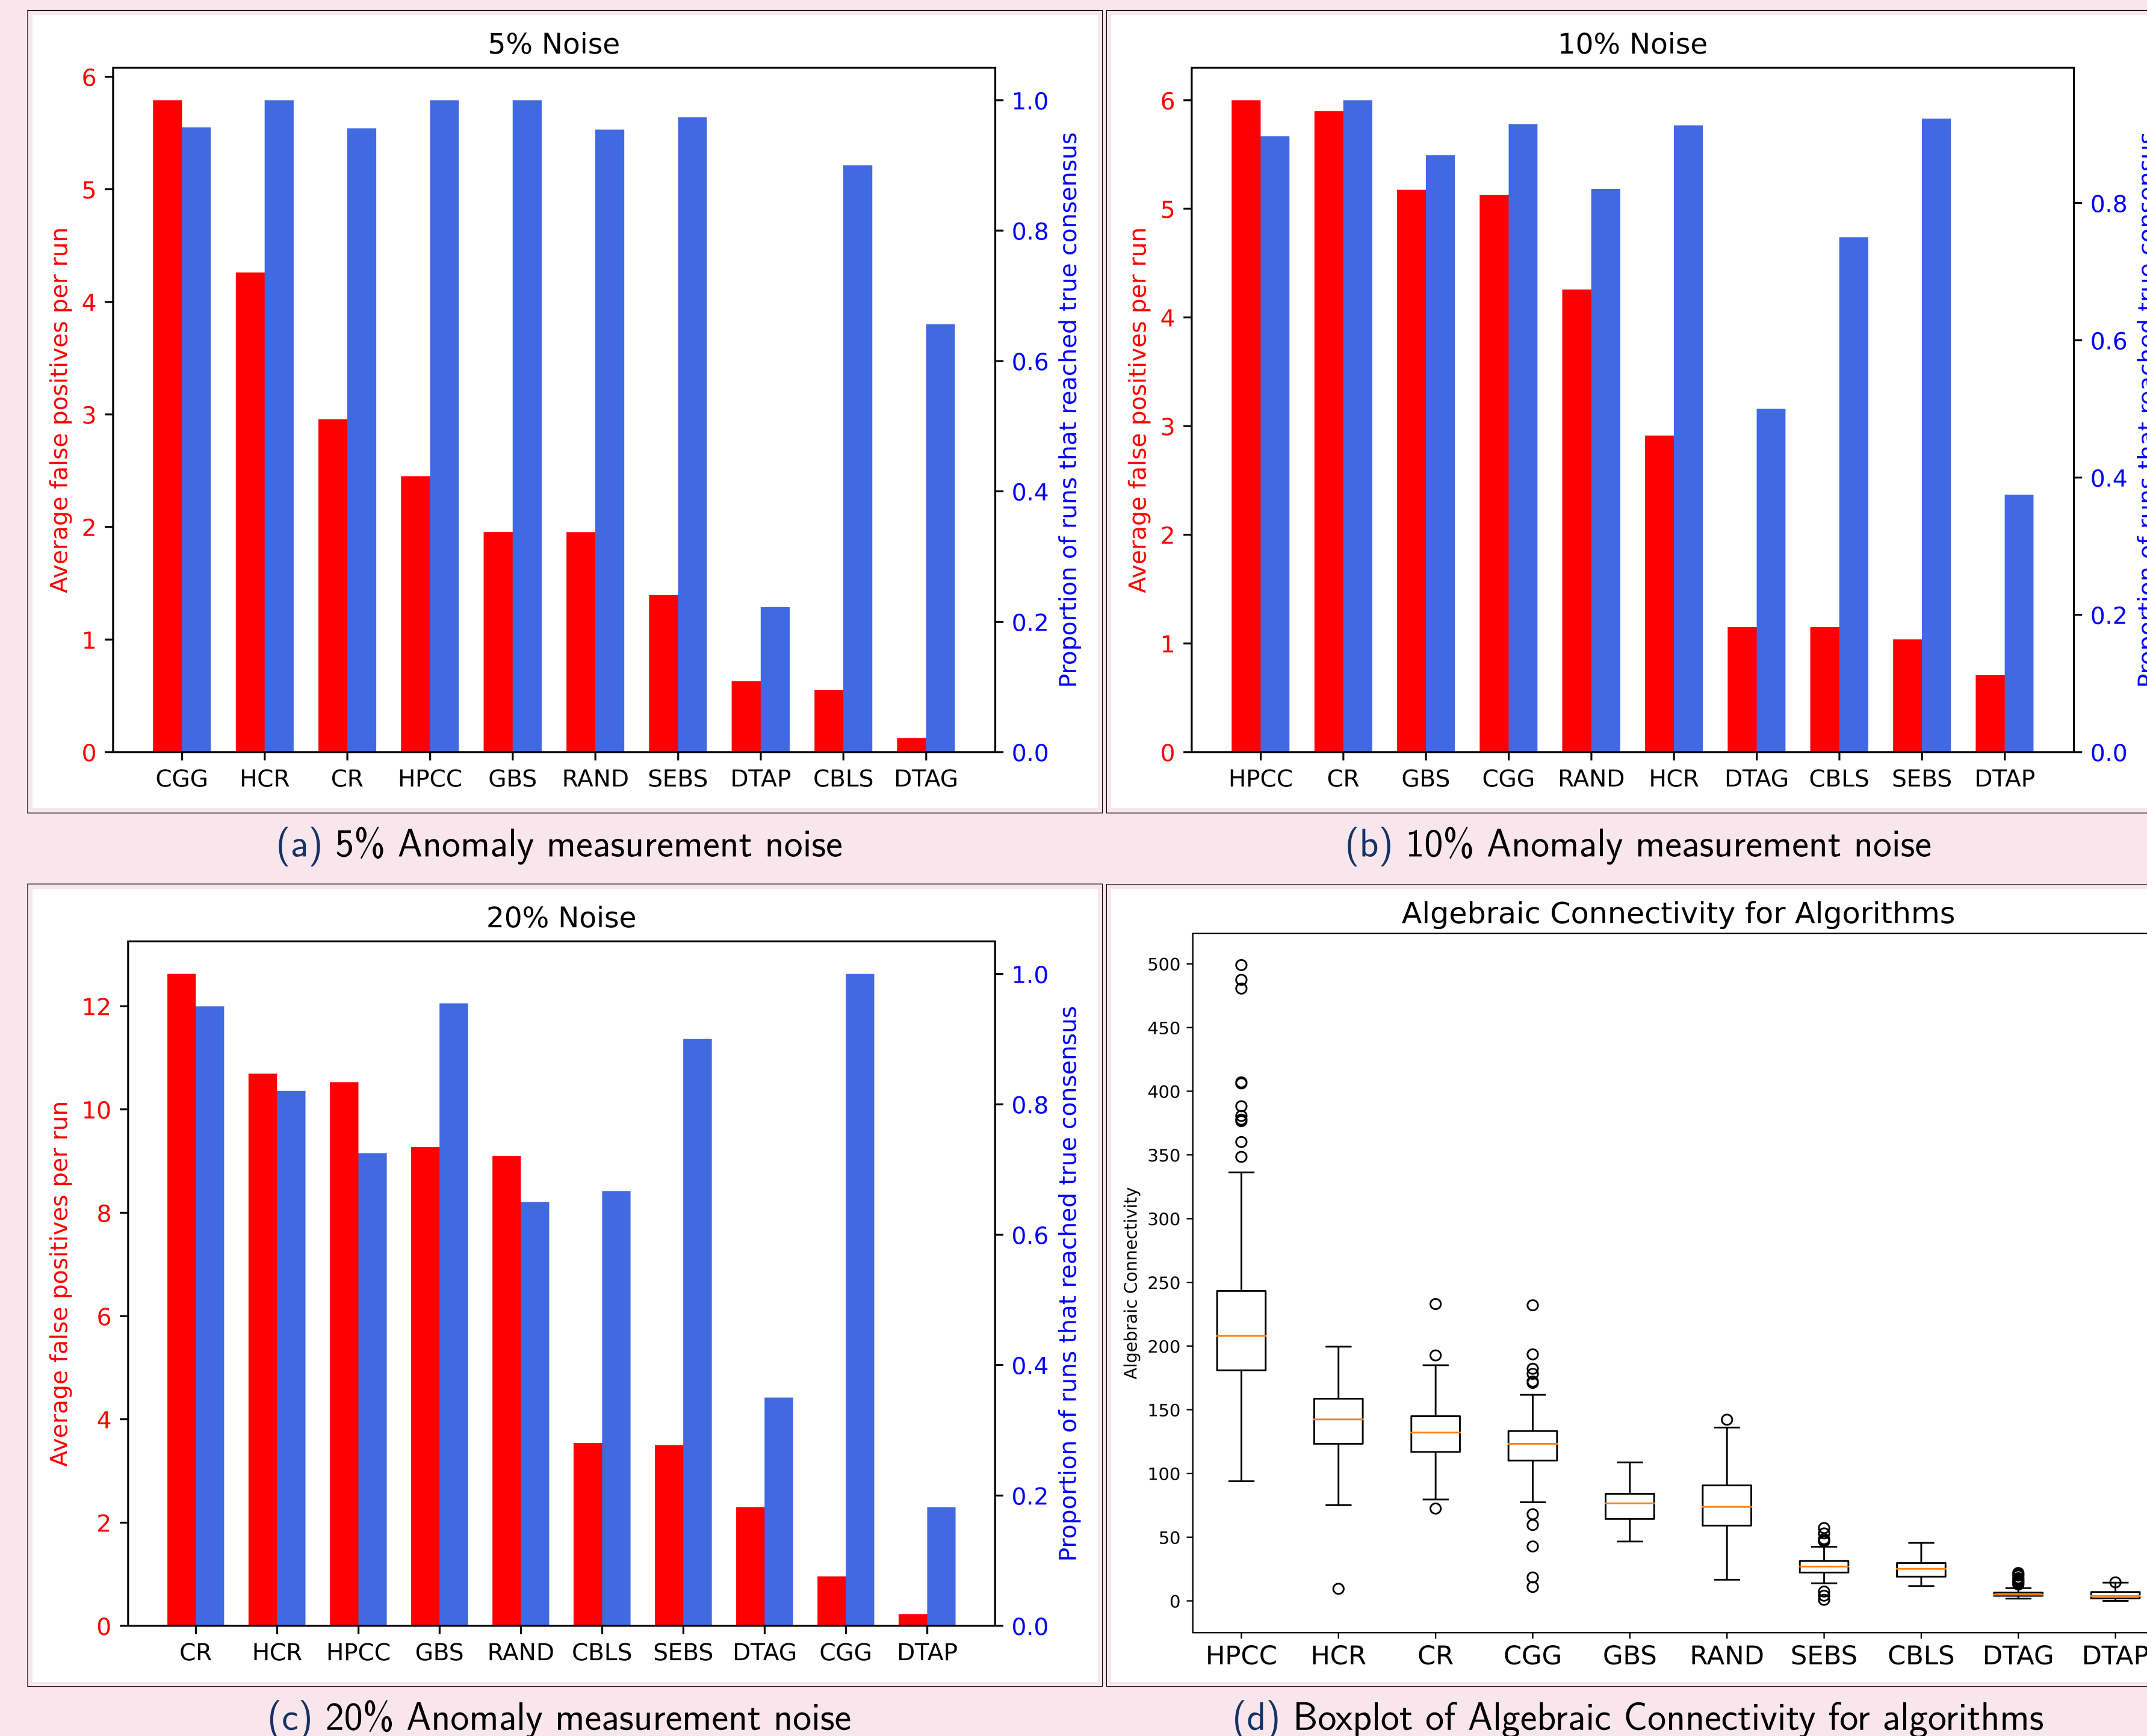 5% Noise
6
5
4
3
2
1
0
Average false positives per run
1.0
0.8
0.6
0.4
0.2
0.0
Proportion of runs that reached true consensus
CGG HCR CR HPCC GBS RAND SEBS DTAP CBLS DTAG
(a) 5% Anomaly measurement noise
10% Noise
6
5
4
3
2
1
0
Average false positives per run
0.8
0.6
0.4
0.2
0.0
Proportion of runs that reached true consensus
HPCC CR GBS CGG RAND HCR DTAG CBLS SEBS DTAP
(b) 10% Anomaly measurement noise
20% Noise
12
10
8
6
4
2
0
Average false positives per run
1.0
0.8
0.6
0.4
0.2
0.0
Proportion of runs that reached true consensus
CR HCR HPCC GBS RAND CBLS SEBS DTAG CGG DTAP
(c) 20% Anomaly measurement noise
Algebraic Connectivity for Algorithms
500
450
400
350
300
250
200
150
100
50
0
Algebraic Connectivity
HPCC HCR CR CGG GBS RAND SEBS CBLS DTAG DTAP
(d) Boxplot of Algebraic Connectivity for algorithms